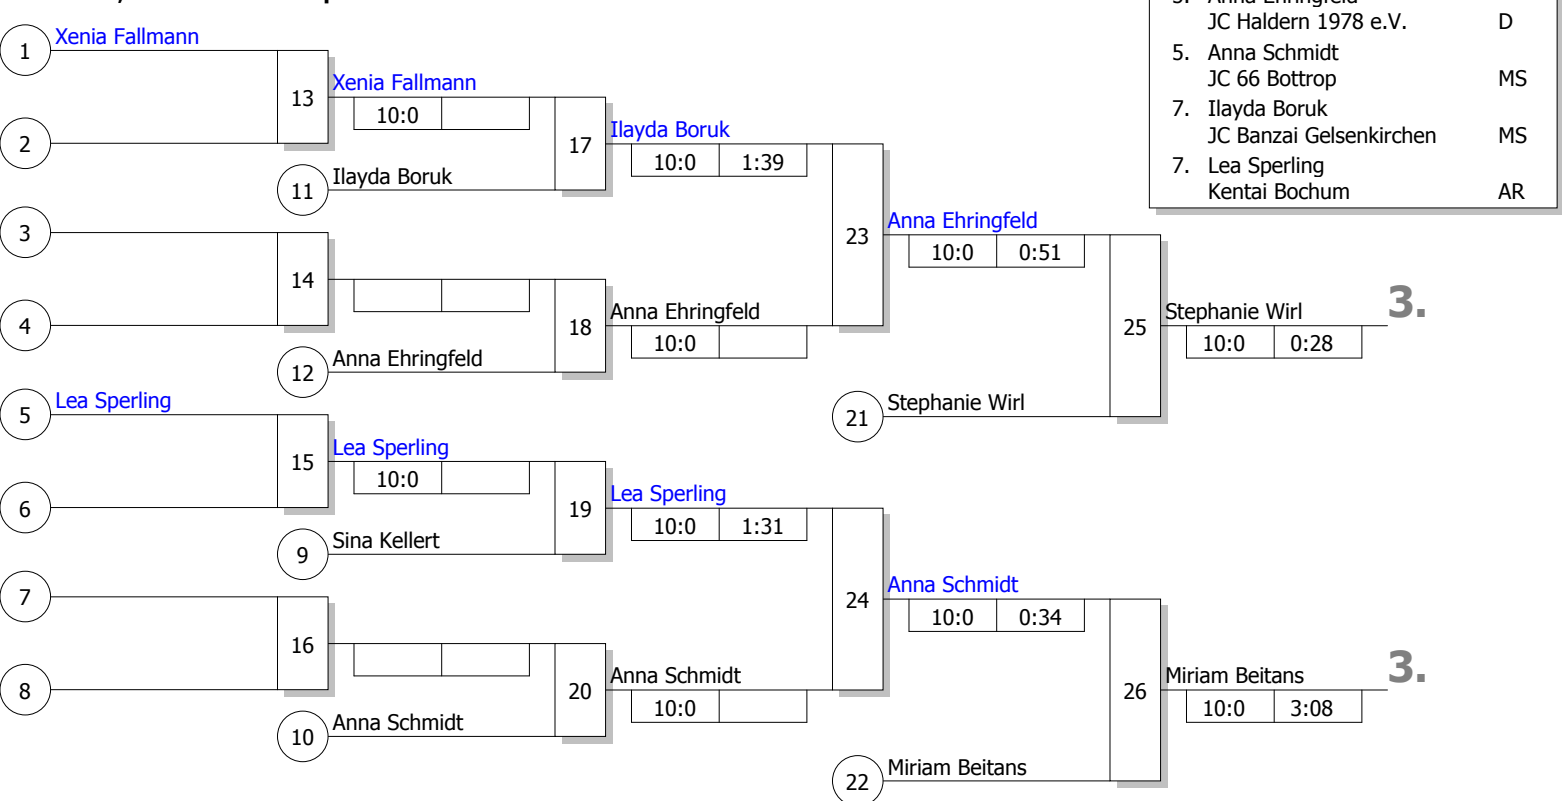 JC Haldern 1978 e.V. D
5. Anna Schmidt
JC 66 Bottrop MS
7. Ilayda Boruk
JC Banzai Gelsenkirchen MS
7. Lea Sperling
Kentai Bochum AR
1 Xenia Fallmann
13 Xenia Fallmann
10:0
2
17 Ilayda Boruk
10:0 1:39
11 Ilayda Boruk
3
23 Anna Ehringfeld
10:0 0:51
14
4
18 Anna Ehringfeld
10:0
12 Anna Ehringfeld
25 Stephanie Wirl 3.
10:0 0:28
21 Stephanie Wirl
5 Lea Sperling
15 Lea Sperling
10:0
6
19 Lea Sperling
10:0 1:31
9 Sina Kellert
7
24 Anna Schmidt
10:0 0:34
16
8
20 Anna Schmidt
10:0
10 Anna Schmidt
26 Miriam Beitans 3.
10:0 3:08
22 Miriam Beitans